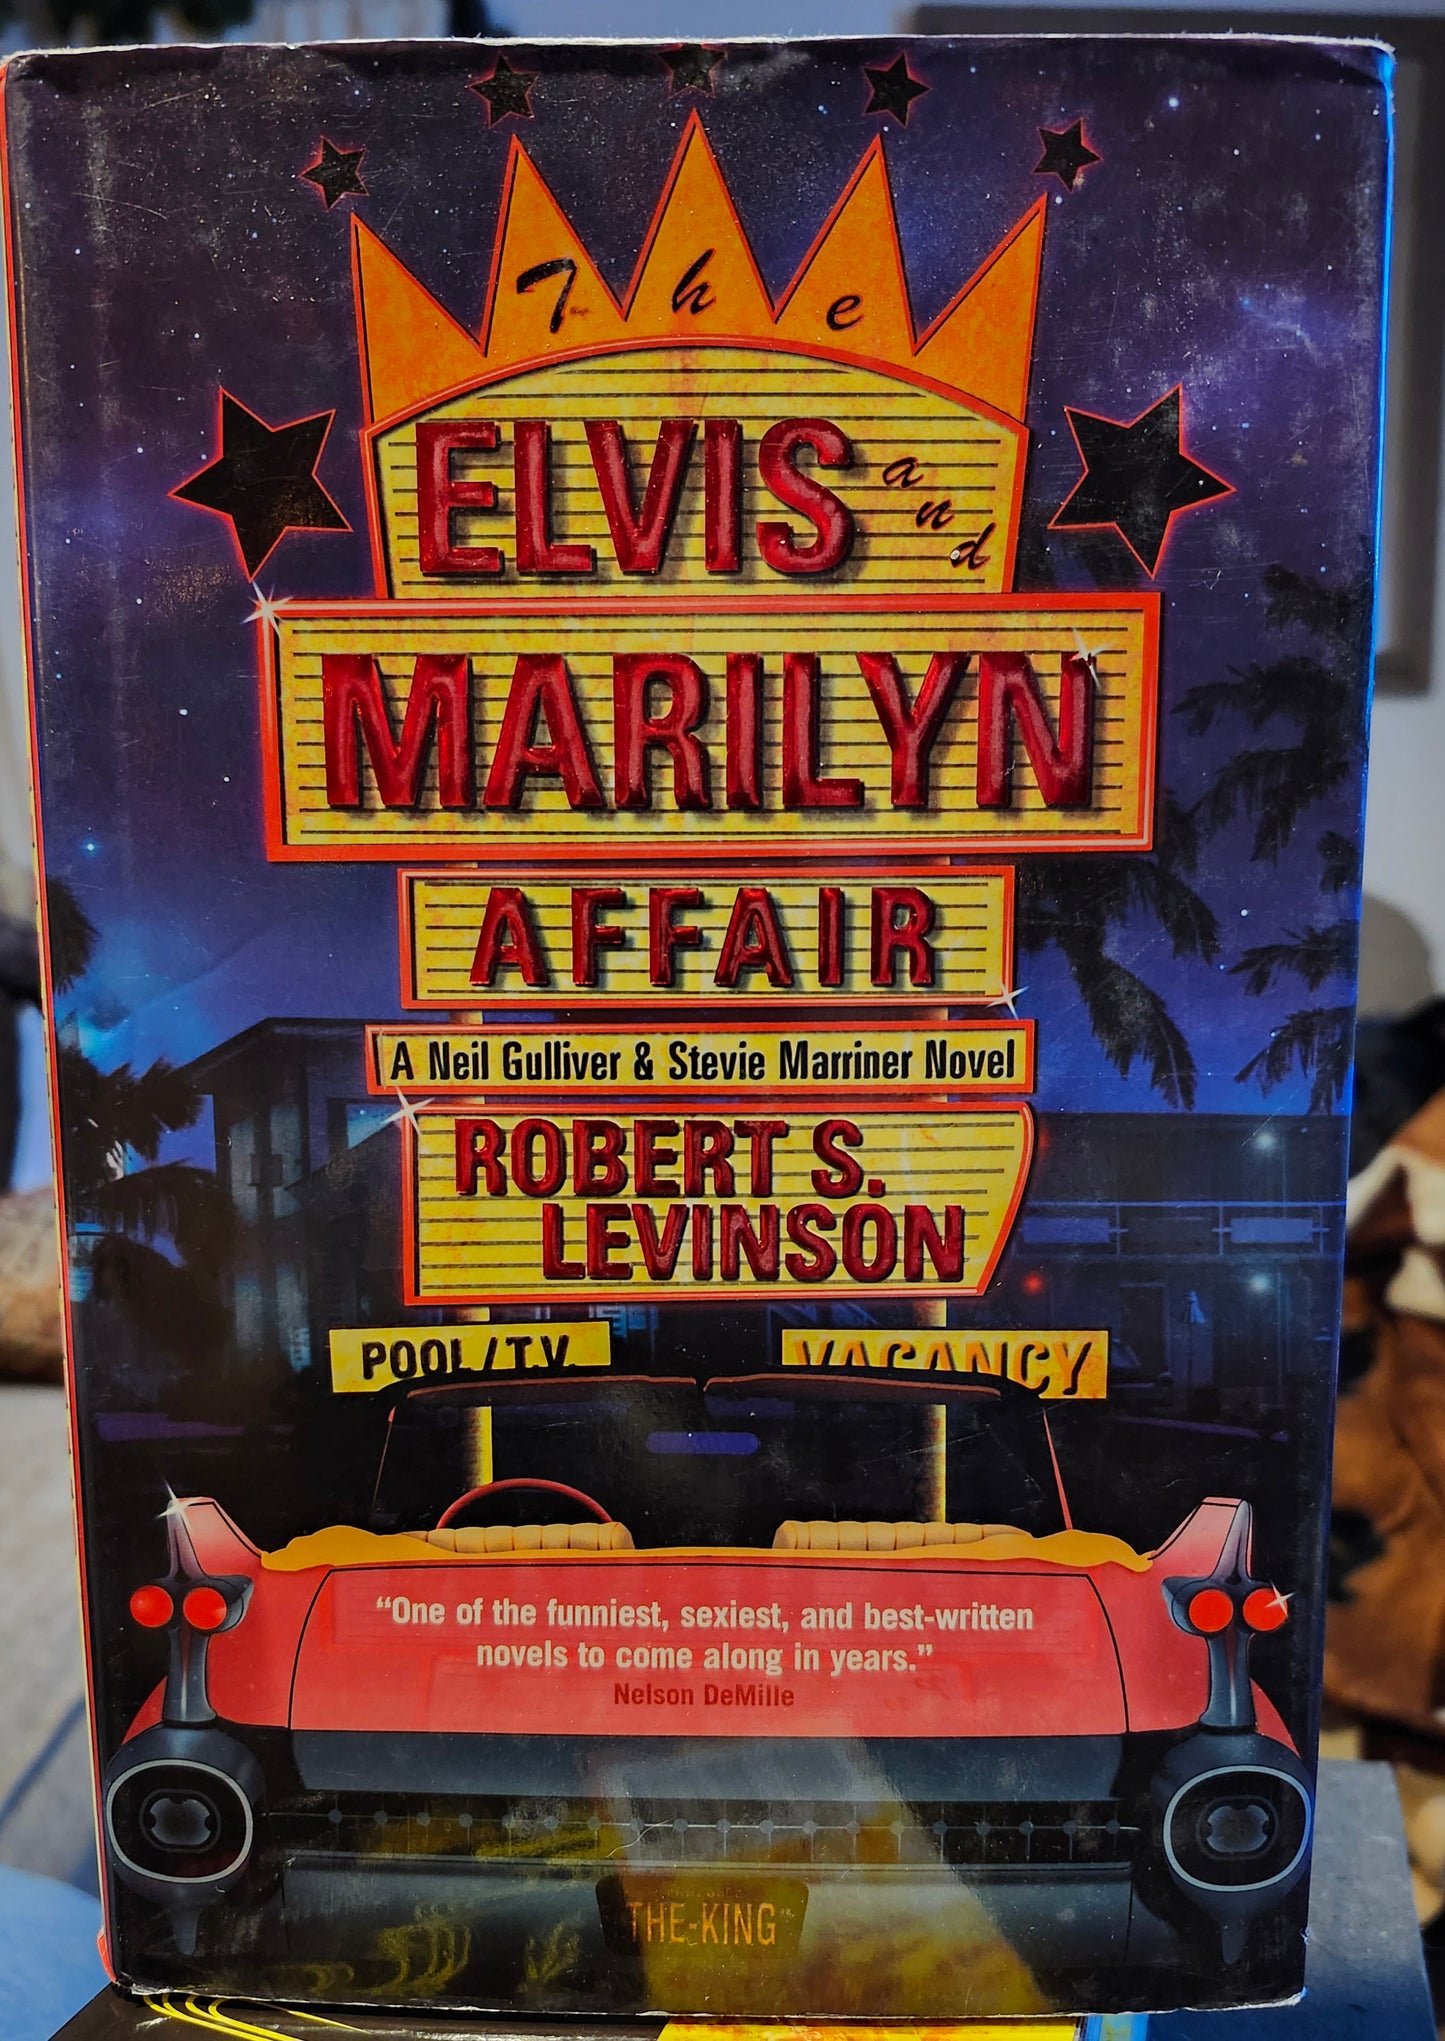 The
ELVIS and
MARILYN
AFFAIR
A Neil Gulliver & Stevie Marriner Novel
ROBERT S.
LEVINSON
POOL/T.V.
VACANCY
“One of the funniest, sexiest, and best-written
novels to come along in years.”
Nelson DeMille
THE-KING